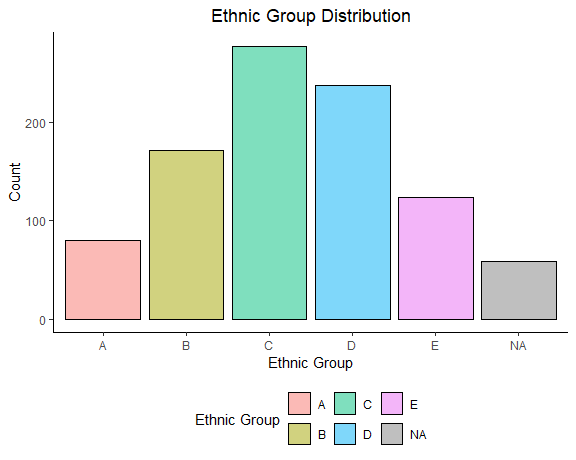 Ethnic Group Distribution
Count
200
100
0
A B C D E NA
Ethnic Group
Ethnic Group
A C E
B D NA